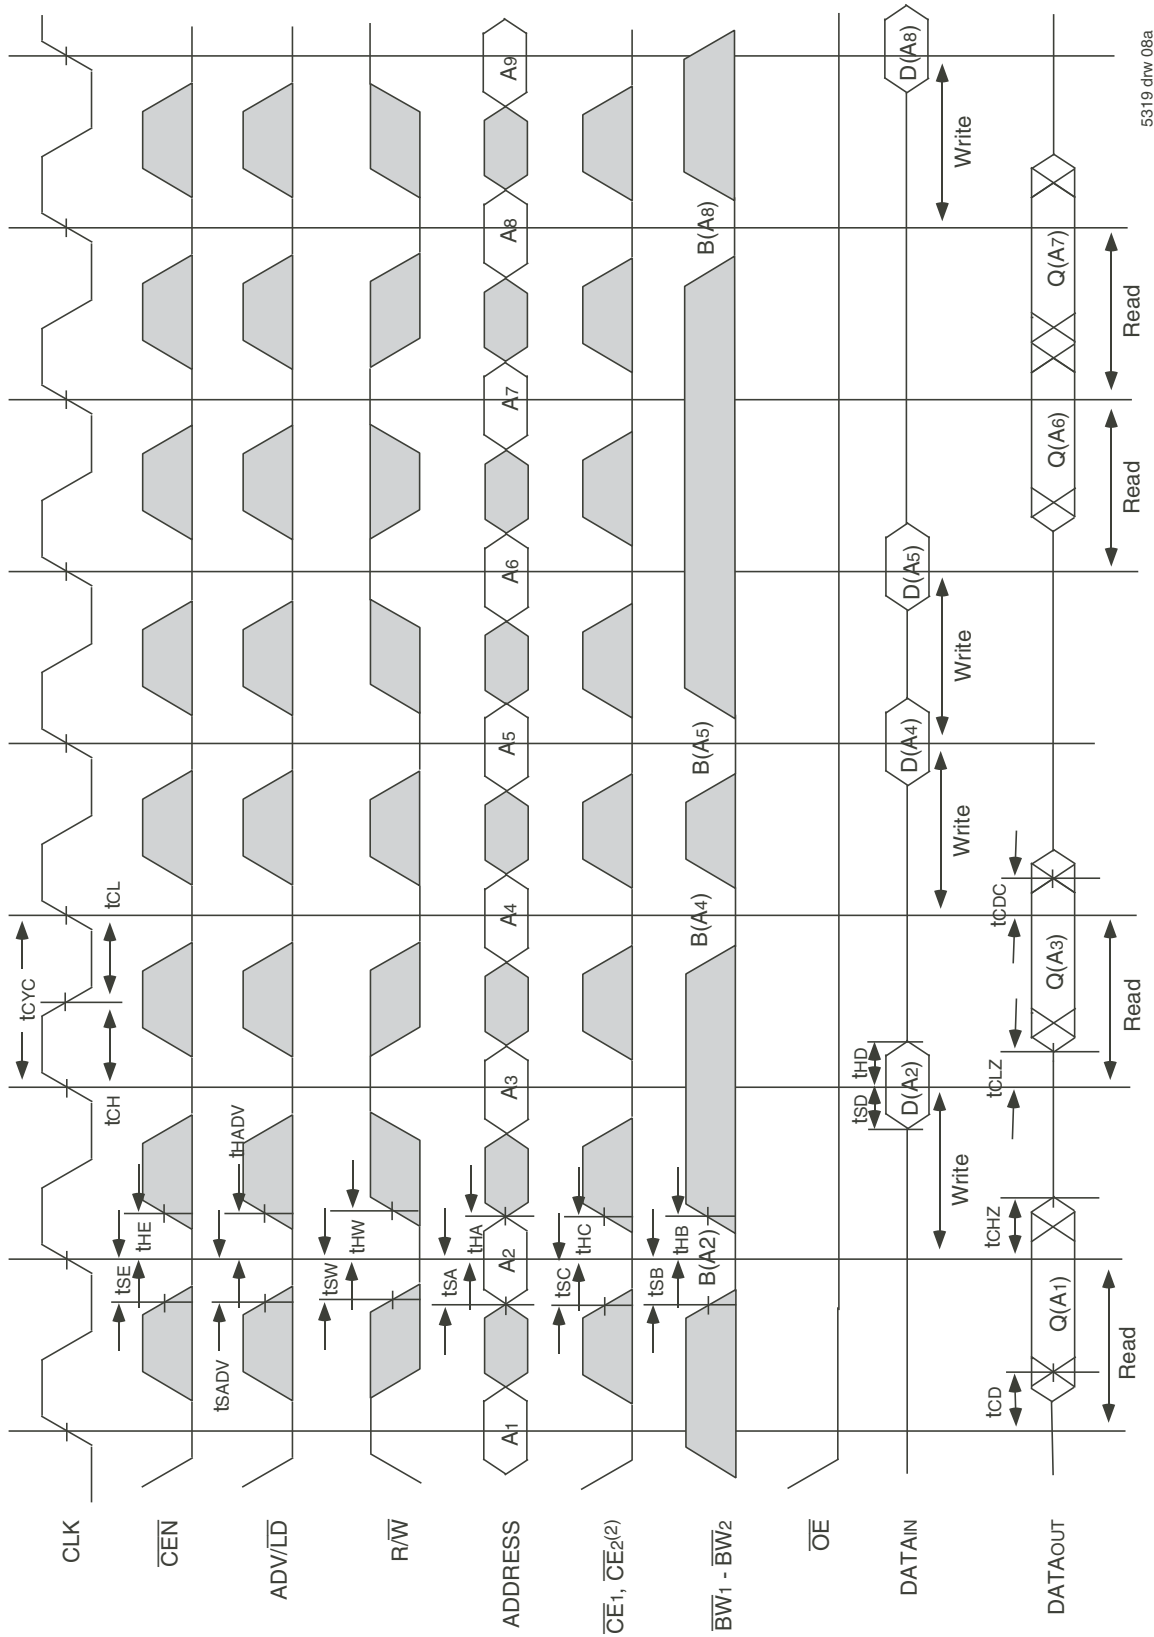 CLK
tCYC
tCH
tCL
CEN
tSE
tHE
ADV/LD
tSADV
tHADV
R/W
tSW
tHW
ADDRESS
A1
tSA
tHA
A2
A3
A4
A5
A6
A7
A8
A9
CE1, CE2(2)
tSC
tHC
BW1 - BW2
tSB
tHB
B(A2)
B(A4)
B(A5)
B(A8)
OE
DATAIN
tSD
tHD
D(A2)
D(A4)
D(A5)
D(A8)
Write
Write
Write
Write
DATAOUT
tCD
Q(A1)
tCHZ
tCLZ
Q(A3)
tCDC
Q(A6)
Q(A7)
Read
Read
Read
Read
5319 drw 08a